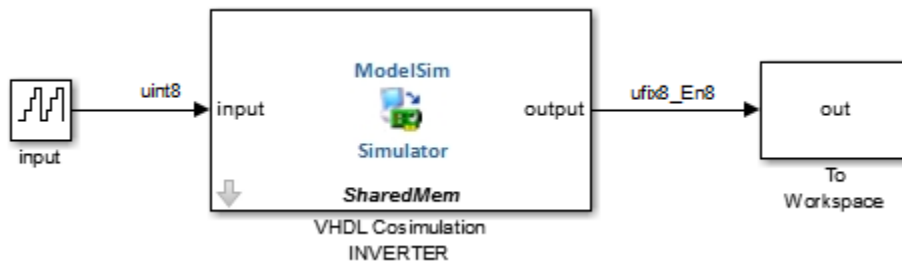 ModelSim
uint8
ufix8_En8
input
output
out
input
Simulator
SharedMem
To
Workspace
VHDL Cosimulation
INVERTER